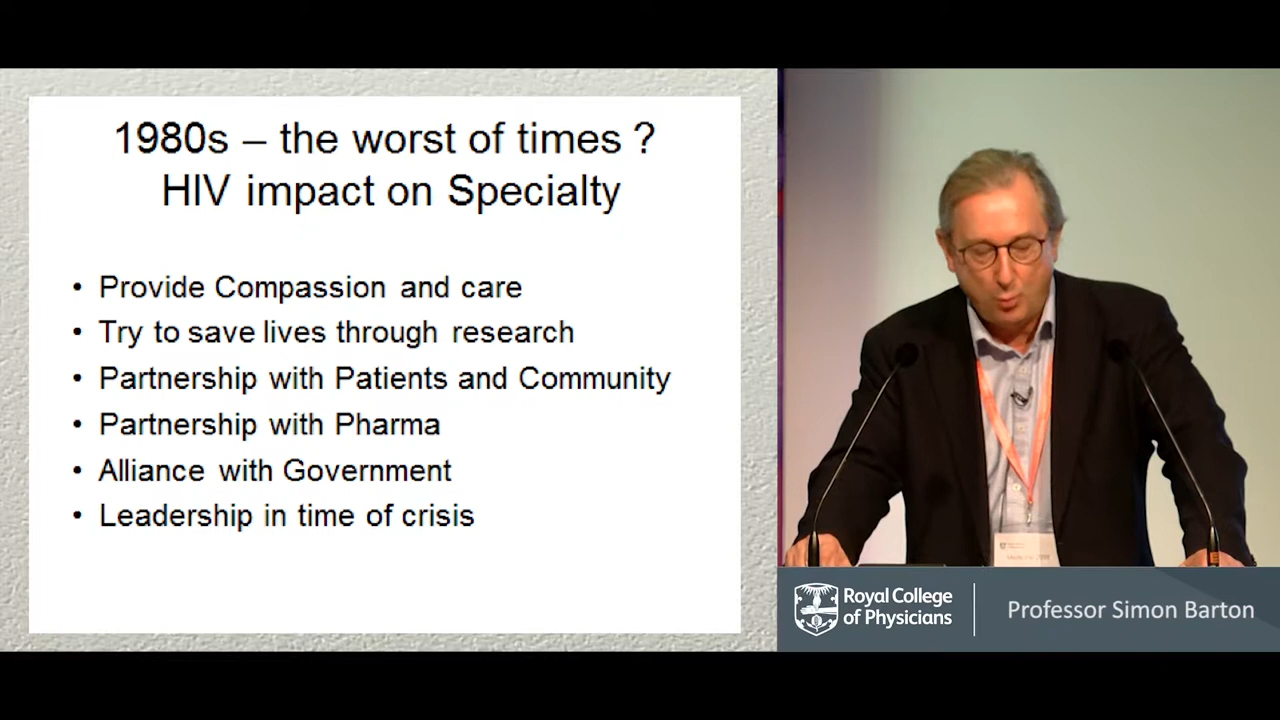 1980s – the worst of times ?
HIV impact on Specialty
• Provide Compassion and care
• Try to save lives through research
• Partnership with Patients and Community
• Partnership with Pharma
• Alliance with Government
• Leadership in time of crisis
Royal College
of Physicians
Professor Simon Barton